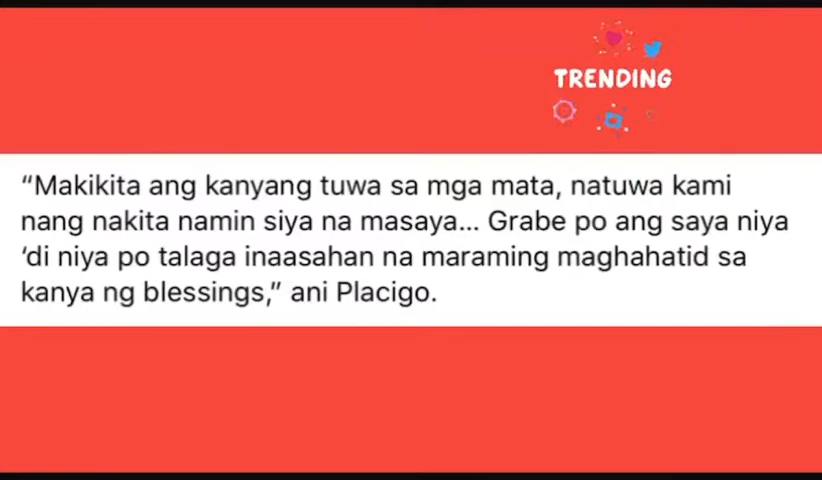 TRENDING
“Makikita ang kanyang tuwa sa mga mata, natuwa kami
nang nakita namin siya na masaya... Grabe po ang saya niya
‘di niya po talaga inaasahan na maraming maghahatid sa
kanya ng blessings,” ani Placigo.